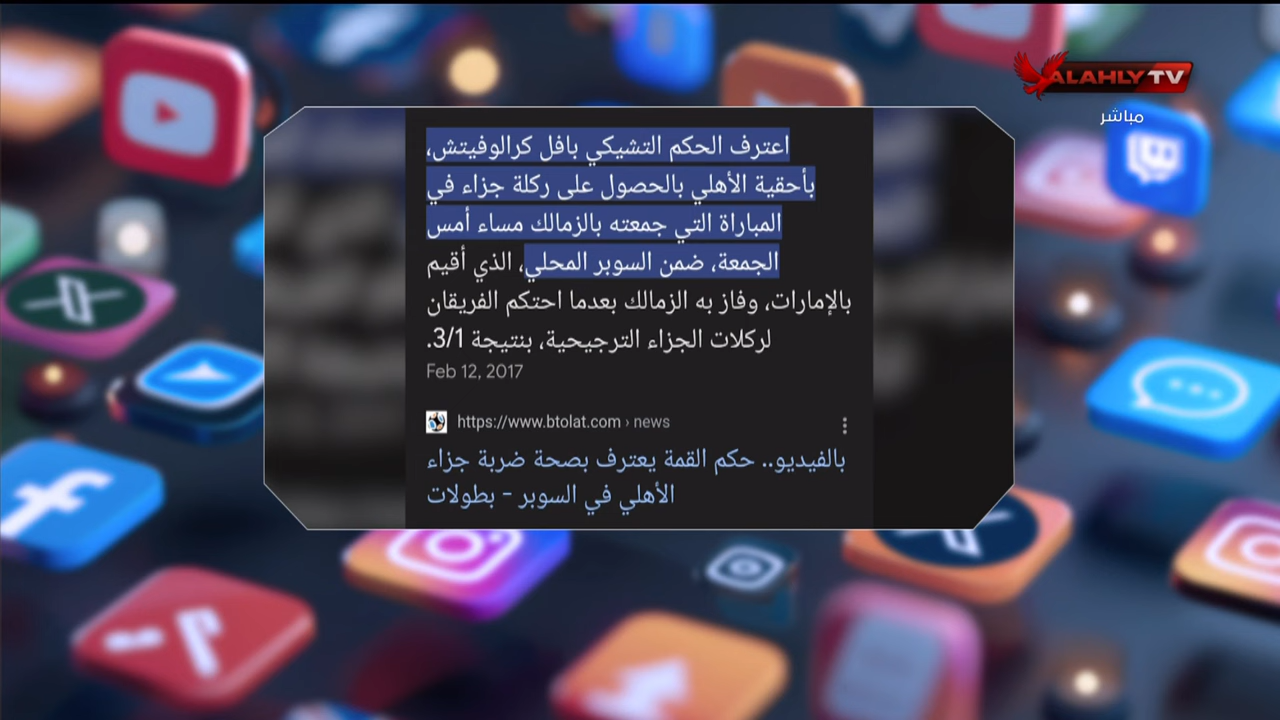 ALAHLY TV
مباشر
اعترف الحكم التشيكي بافل كرالوفيتش،
بأحقية الأهلي بالحصول على ركلة جزاء في
المباراة التي جمعته بالزمالك مساء أمس
الجمعة، ضمن السوبر المحلي، الذي أقيم
بالإمارات، وفاز به الزمالك بعدما احتكم الفريقان
لركلات الجزاء الترجيحية، بنتيجة 3/1.
Feb 12, 2017
https://www.btolat.com › news
بالفيديو.. حكم القمة يعترف بصحة ضربة جزاء
الأهلي في السوبر - بطولات